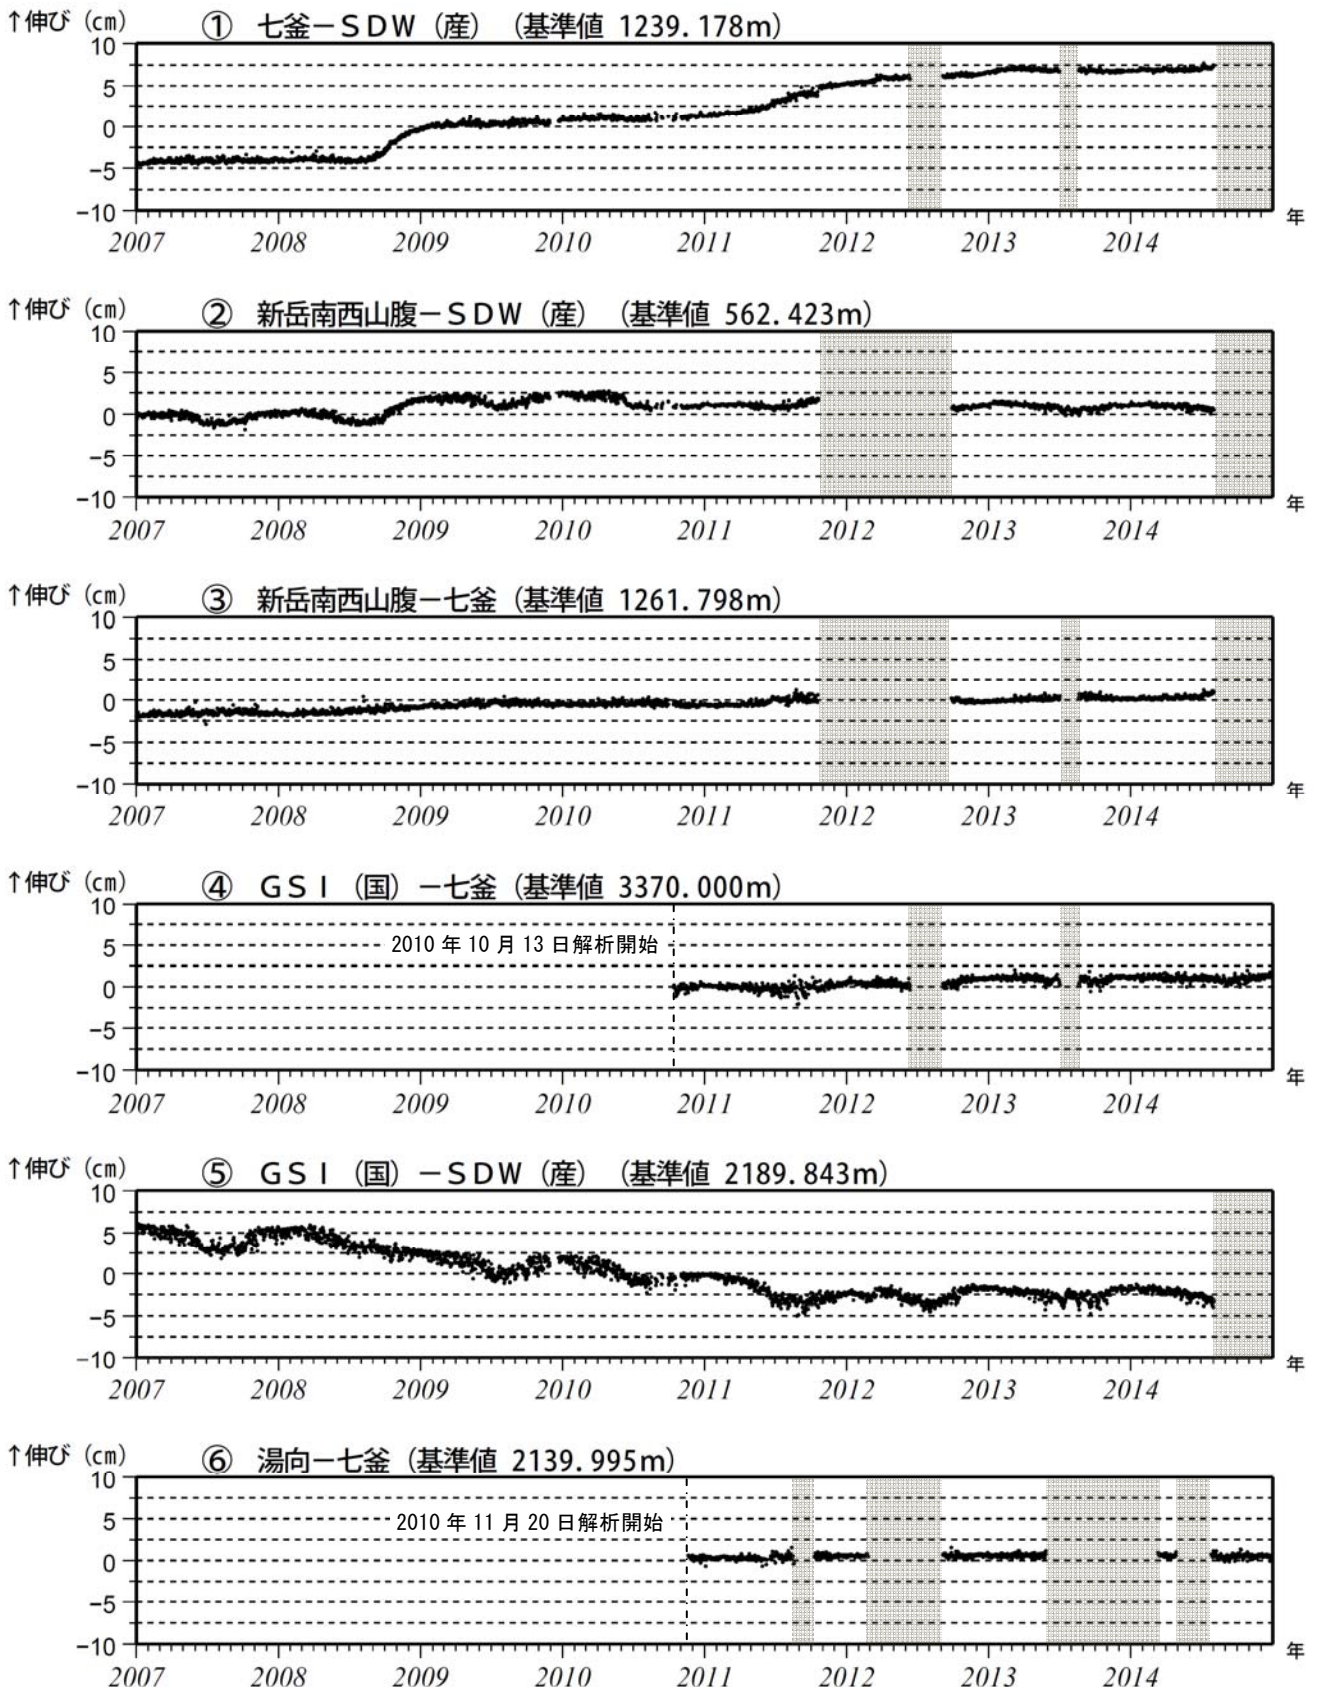 ↑伸び（cm） ① 七釜－ＳＤＷ（産）（基準値 1239.178m）
10
5
0
−5
−10
年
2007 2008 2009 2010 2011 2012 2013 2014
↑伸び（cm） ② 新岳南西山腹－ＳＤＷ（産）（基準値 562.423m）
10
5
0
−5
−10
年
2007 2008 2009 2010 2011 2012 2013 2014
↑伸び（cm） ③ 新岳南西山腹－七釜（基準値 1261.798m）
10
5
0
−5
−10
年
2007 2008 2009 2010 2011 2012 2013 2014
↑伸び（cm） ④ ＧＳＩ（国）－七釜（基準値 3370.000m）
10
2010 年 10 月 13 日解析開始
5
0
−5
−10
年
2007 2008 2009 2010 2011 2012 2013 2014
↑伸び（cm） ⑤ ＧＳＩ（国）－ＳＤＷ（産）（基準値 2189.843m）
10
5
0
−5
−10
年
2007 2008 2009 2010 2011 2012 2013 2014
↑伸び（cm） ⑥ 湯向－七釜（基準値 2139.995m）
10
2010 年 11 月 20 日解析開始
5
0
−5
−10
年
2007 2008 2009 2010 2011 2012 2013 2014